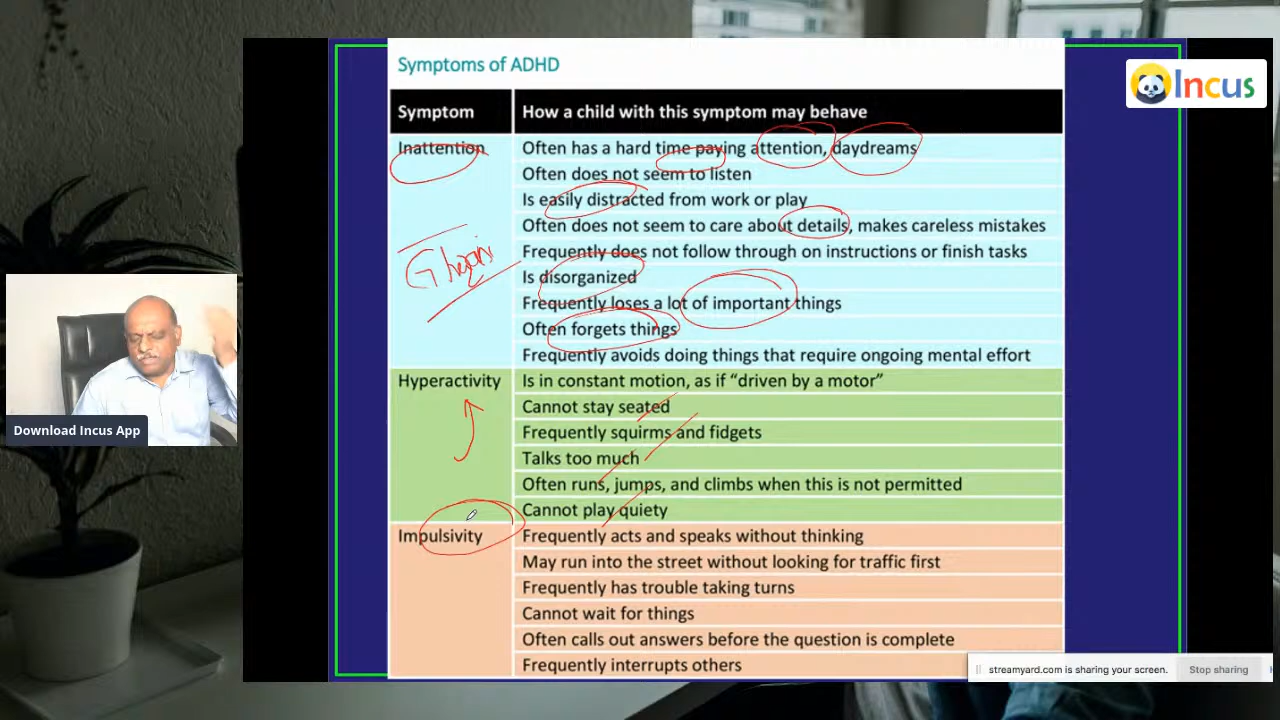 Symptoms of ADHD
Incus
Symptom
How a child with this symptom may behave
Inattention
Often has a hard time paying attention, daydreams
Often does not seem to listen
Is easily distracted from work or play
Often does not seem to care about details, makes careless mistakes
Frequently does not follow through on instructions or finish tasks
Is disorganized
Frequently loses a lot of important things
Often forgets things
Frequently avoids doing things that require ongoing mental effort
Hyperactivity
Is in constant motion, as if “driven by a motor”
Cannot stay seated
Frequently squirms and fidgets
Talks too much
Often runs, jumps, and climbs when this is not permitted
Cannot play quiety
Impulsivity
Frequently acts and speaks without thinking
May run into the street without looking for traffic first
Frequently has trouble taking turns
Cannot wait for things
Often calls out answers before the question is complete
Frequently interrupts others
Download Incus App
streamyard.com is sharing your screen.
Stop sharing